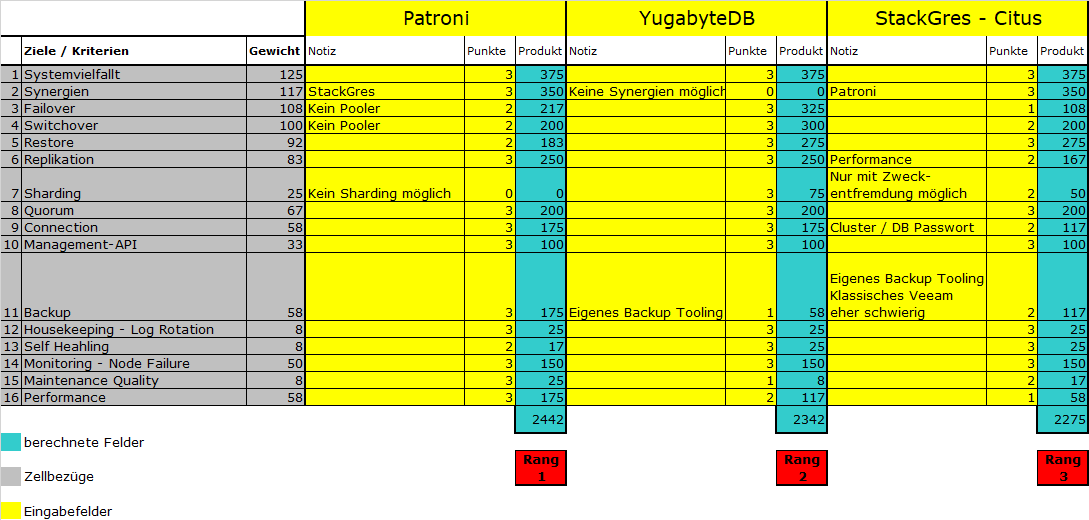 Patroni YugabyteDB StackGres - Citus
Ziele / Kriterien Gewicht Notiz Punkte Produkt Notiz Punkte Produkt Notiz Punkte Produkt
1 Systemvielfallt 125 3 375 3 375 3 375
2 Synergien 117 StackGres 3 350 Keine Synergien möglich 0 0 Patroni 3 350
3 Failover 108 Kein Pooler 2 217 3 325 1 108
4 Switchover 100 Kein Pooler 2 200 3 300 2 200
5 Restore 92 2 183 3 275 3 275
6 Replikation 83 3 250 3 250 Performance 2 167
Nur mit Zweck-
7 Sharding 25 Kein Sharding möglich 0 0 3 75 entfremdung möglich 2 50
8 Quorum 67 3 200 3 200 3 200
9 Connection 58 3 175 3 175 Cluster / DB Passwort 2 117
10 Management-API 33 3 100 3 100 3 100
Eigenes Backup Tooling
Klassisches Veeam
11 Backup 58 3 175 Eigenes Backup Tooling 1 58 eher schwierig 2 117
12 Housekeeping - Log Rotation 8 3 25 3 25 3 25
13 Self Heahling 8 2 17 3 25 3 25
14 Monitoring - Node Failure 50 3 150 3 150 3 150
15 Maintenance Quality 8 3 25 1 8 2 17
16 Performance 58 3 175 2 117 1 58
2442 2342 2275
berechnete Felder
Rang Rang Rang
1 2 3
Zellbezüge
Eingabefelder